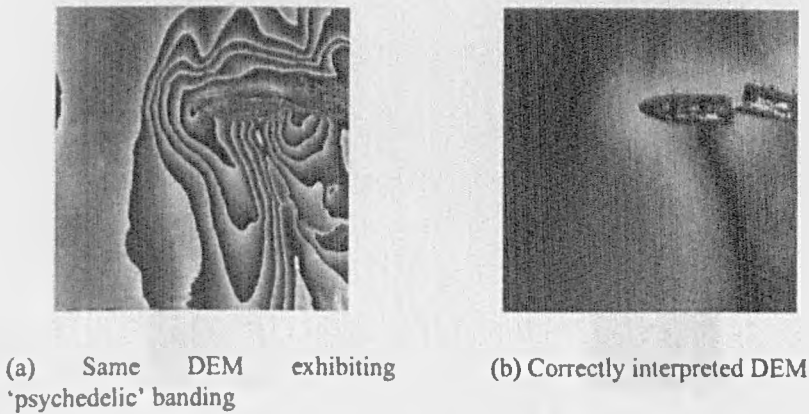 (a) Same DEM exhibiting
‘psychedelic’ banding
(b) Correctly interpreted DEM